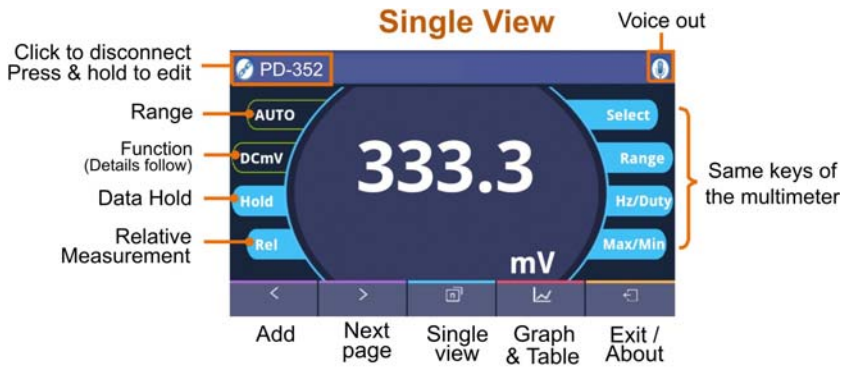 Single View
Voice out
Click to disconnect
Press & hold to edit
PD-352
Range
AUTO
Select
Function
(Details follow)
DCmV
333.3
Range
Same keys of
the multimeter
Data Hold
Hold
Hz/Duty
Relative
Measurement
Rel
mV
Max/Min
Add
Next
page
Single
view
Graph
& Table
Exit /
About